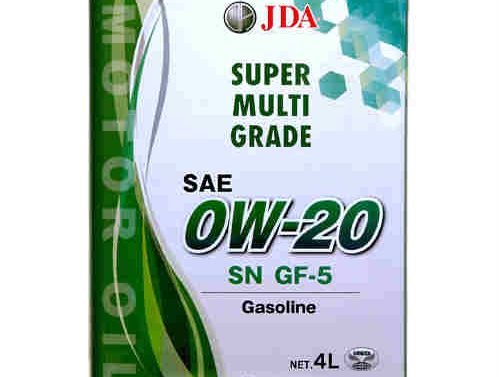 MOTOR OIL
JDA
SUPER
MULTI
GRADE
SAE
0W-20
SN GF-5
Gasoline
NET. 4L